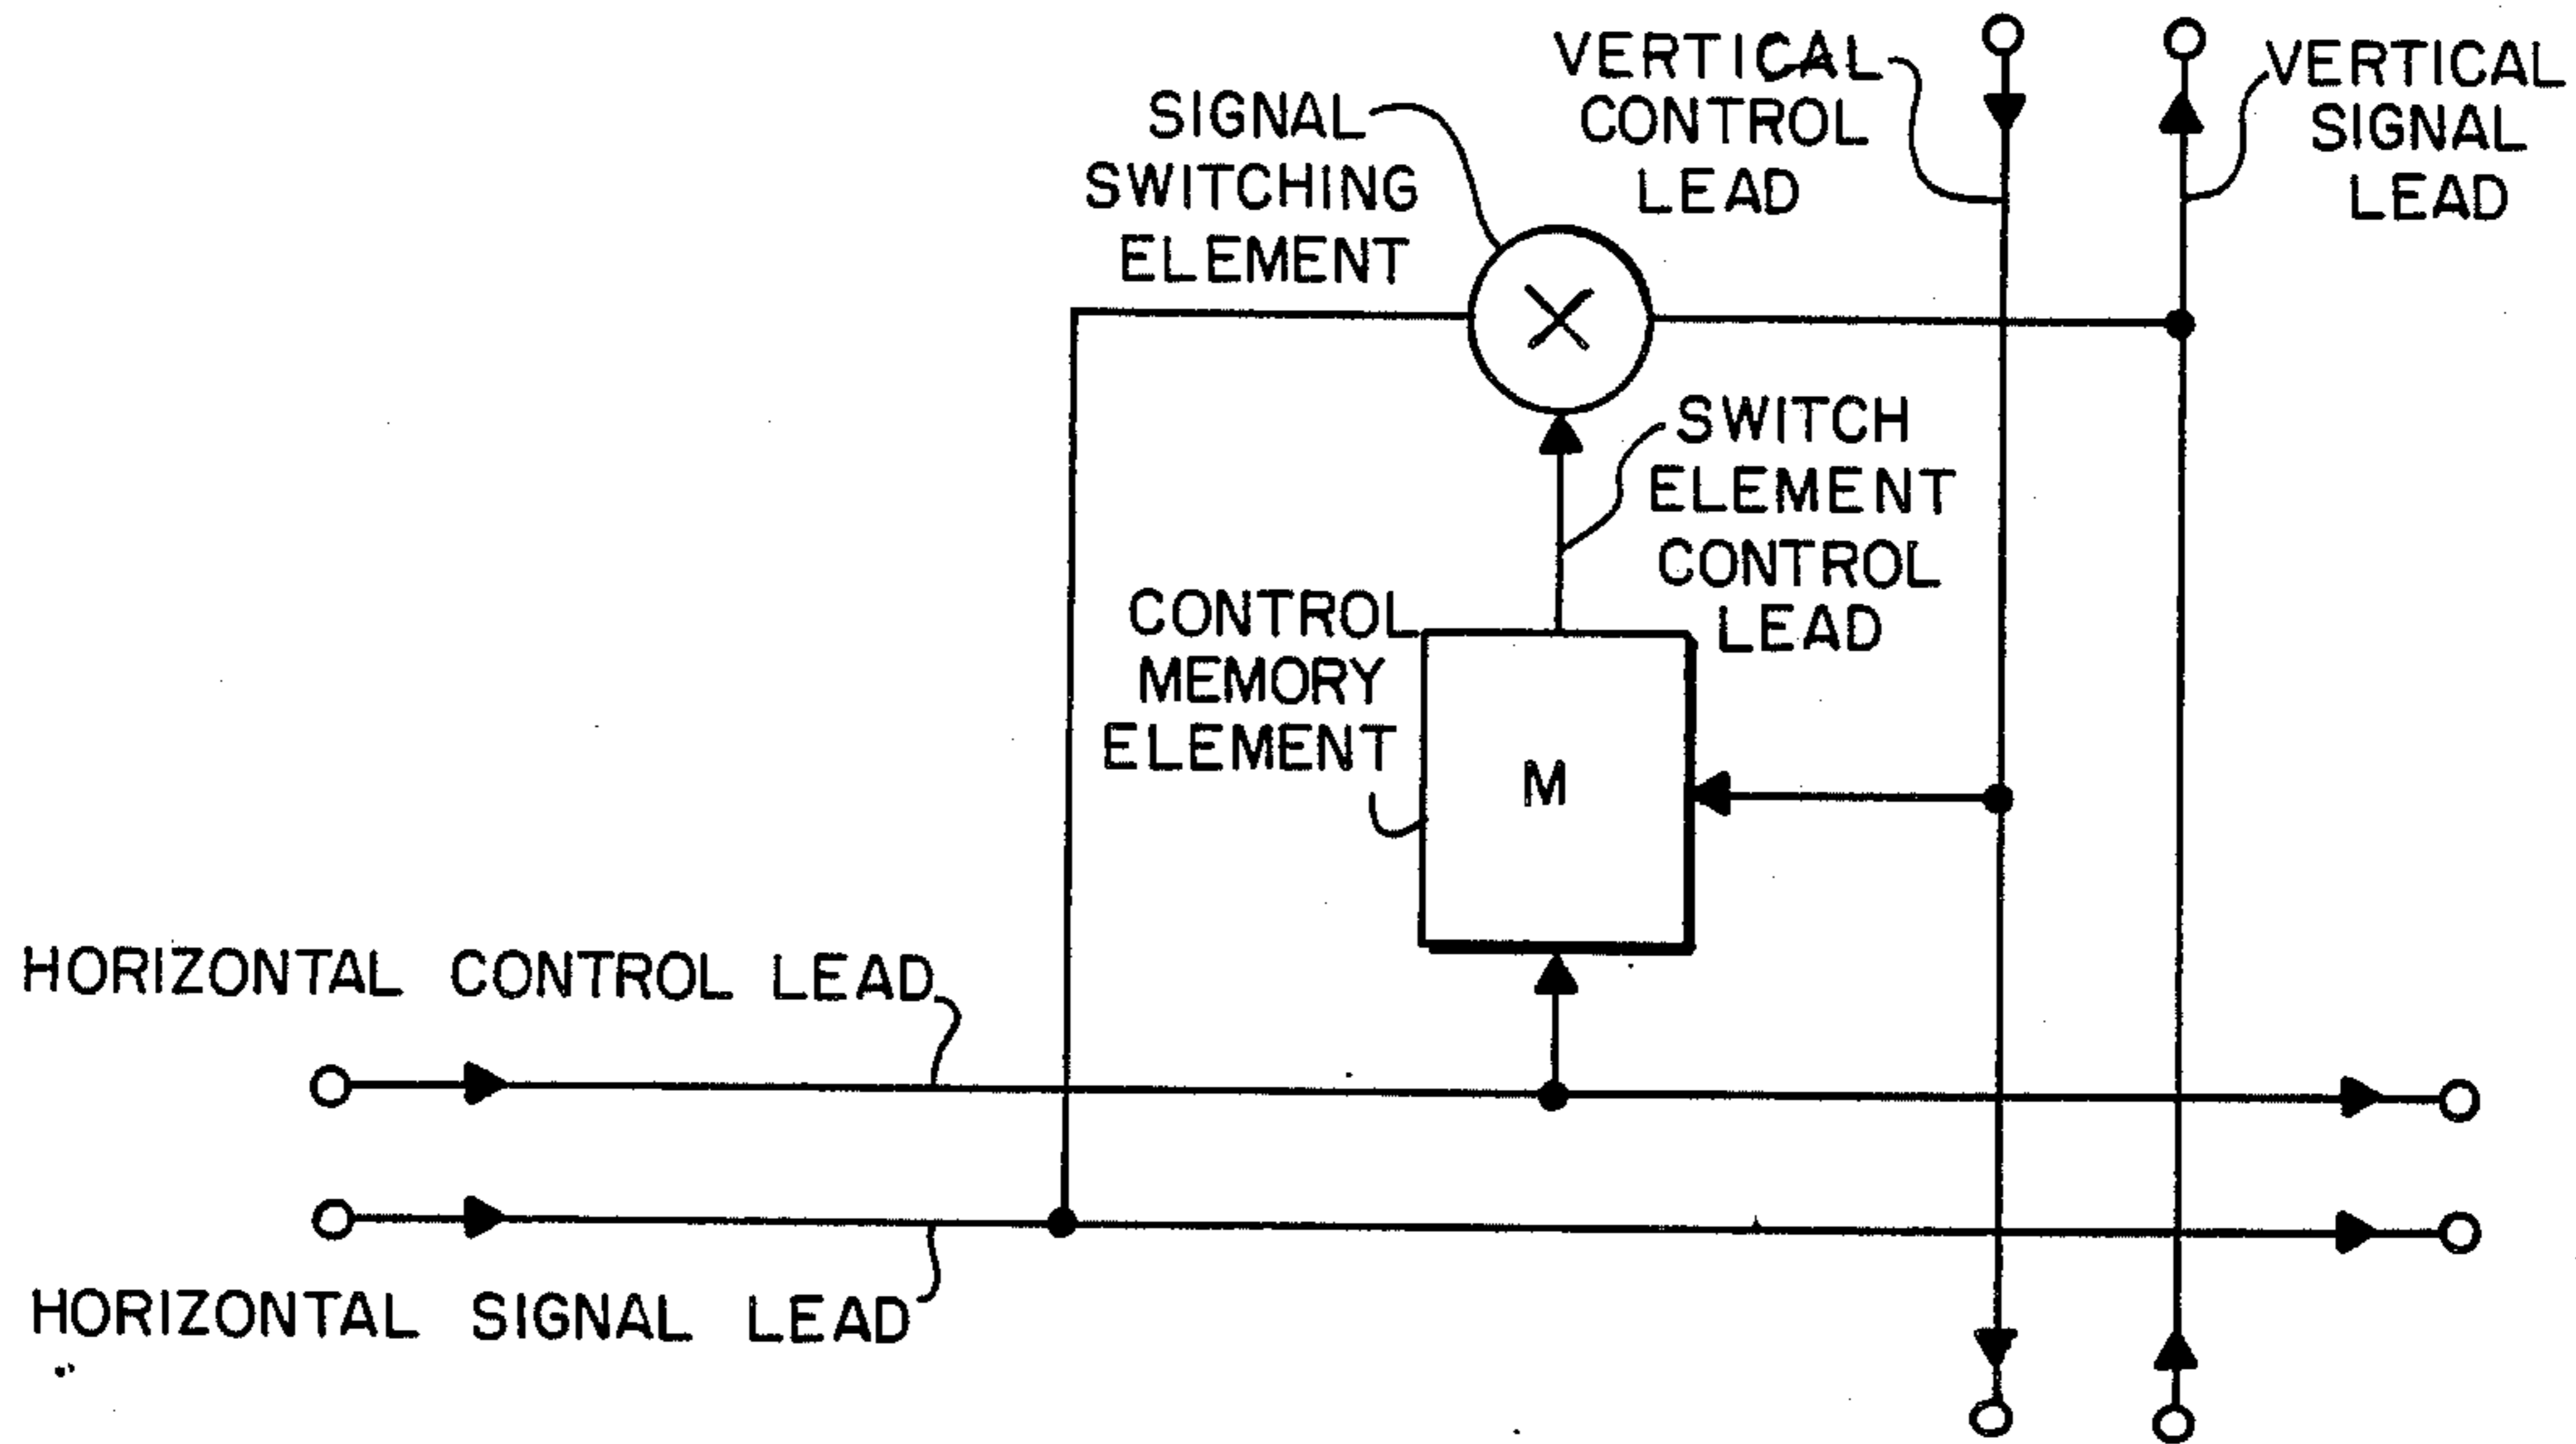 SIGNAL
SWITCHING
ELEMENT
VERTICAL
CONTROL
LEAD
VERTICAL
SIGNAL
LEAD
X
SWITCH
ELEMENT
CONTROL
LEAD
CONTROL
MEMORY
ELEMENT
M
HORIZONTAL CONTROL LEAD
HORIZONTAL SIGNAL LEAD